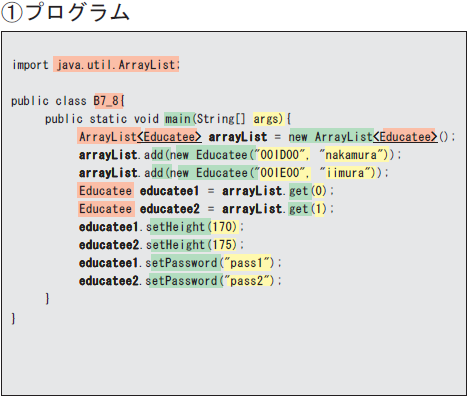 ①プログラム
import java.util.ArrayList;
public class B7_8{
public static void main(String[] args){
ArrayList<Educatee> arrayList = new ArrayList<Educatee>();
arrayList.add(new Educatee("00ID00", "nakamura"));
arrayList.add(new Educatee("00IE00", "iimura"));
Educatee educatee1 = arrayList.get(0);
Educatee educatee2 = arrayList.get(1);
educatee1.setHeight(170);
educatee2.setHeight(175);
educatee1.setPassword("pass1");
educatee2.setPassword("pass2");
}
}